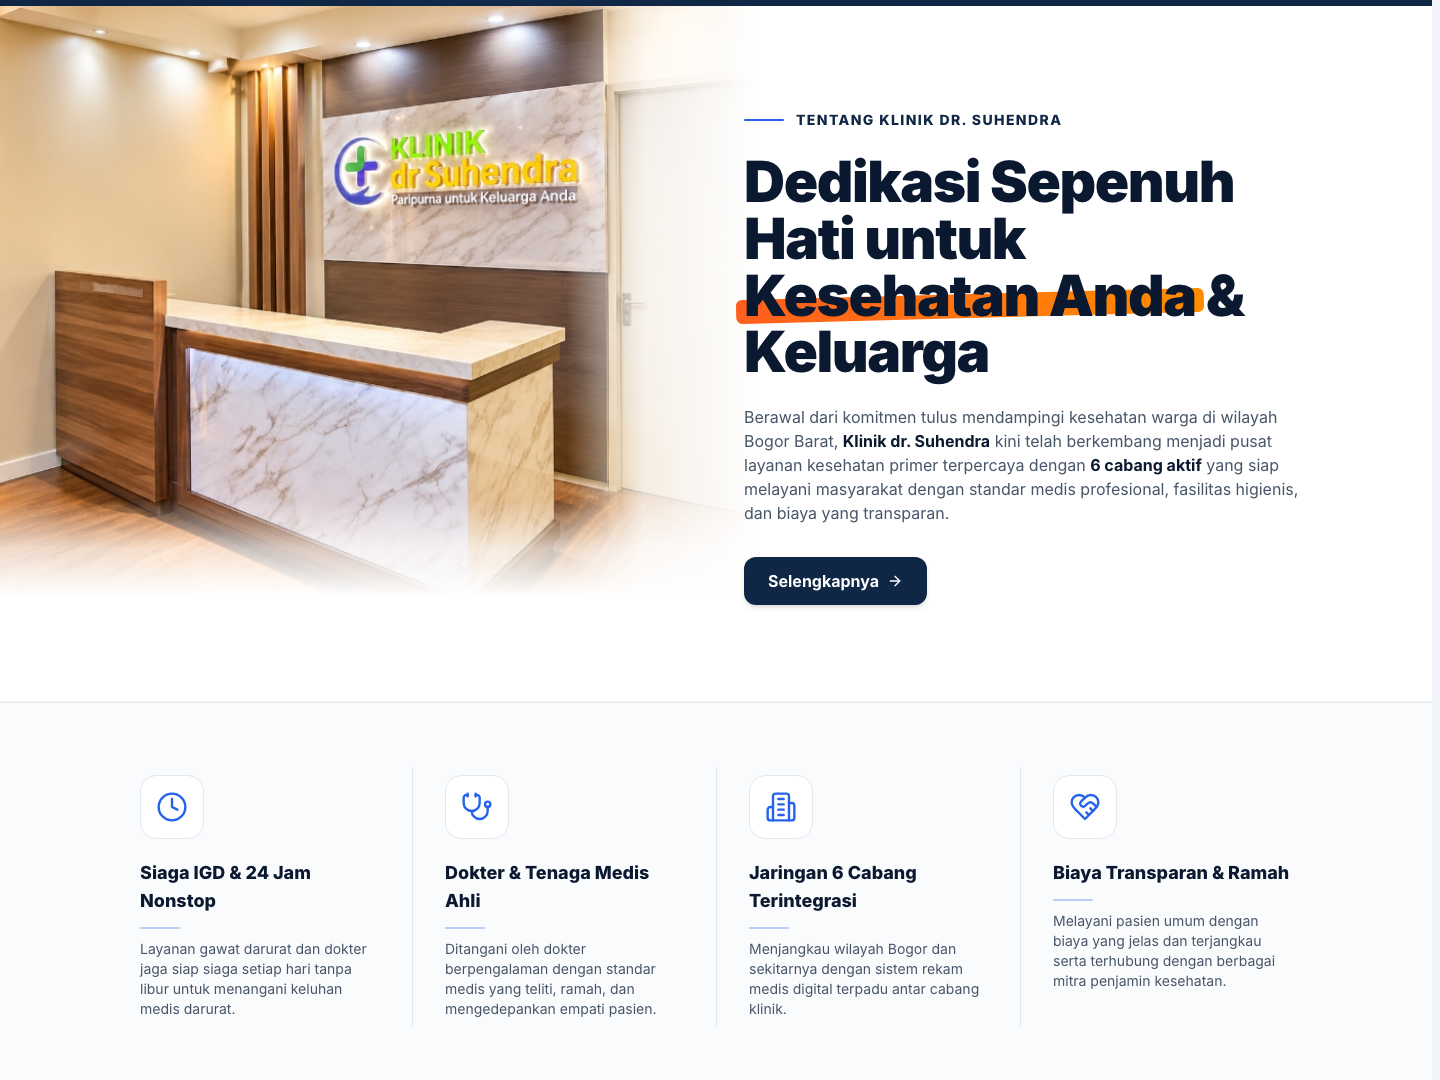 KLINIK
dr Suhendra
Paripurna untuk Keluarga Anda
TENTANG KLINIK DR. SUHENDRA
Dedikasi Sepenuh
Hati untuk
Kesehatan Anda &
Keluarga
Berawal dari komitmen tulus mendampingi kesehatan warga di wilayah
Bogor Barat, Klinik dr. Suhendra kini telah berkembang menjadi pusat
layanan kesehatan primer terpercaya dengan 6 cabang aktif yang siap
melayani masyarakat dengan standar medis profesional, fasilitas higienis,
dan biaya yang transparan.
Selengkapnya →
Siaga IGD & 24 Jam
Nonstop
Layanan gawat darurat dan dokter
jaga siap siaga setiap hari tanpa
libur untuk menangani keluhan
medis darurat.
Dokter & Tenaga Medis
Ahli
Ditangani oleh dokter
berpengalaman dengan standar
medis yang teliti, ramah, dan
mengedepankan empati pasien.
Jaringan 6 Cabang
Terintegrasi
Menjangkau wilayah Bogor dan
sekitarnya dengan sistem rekam
medis digital terpadu antar cabang
klinik.
Biaya Transparan & Ramah
Melayani pasien umum dengan
biaya yang jelas dan terjangkau
serta terhubung dengan berbagai
mitra penjamin kesehatan.